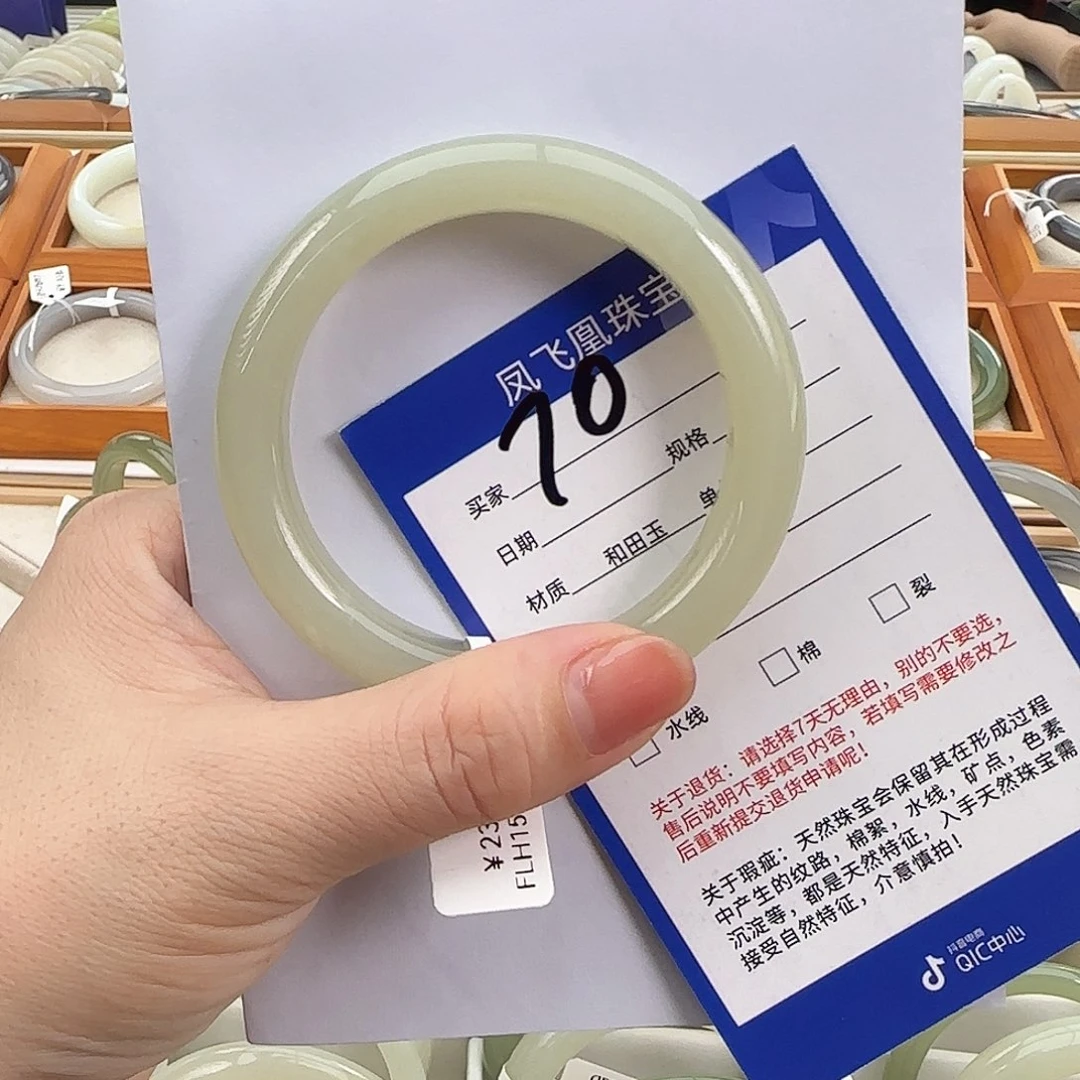 凤飞凰珠宝
70
买家
日期 规格
材质 和田玉 单
水线 棉 裂
关于退货：请选择7天无理由，别的不要选，
售后说明不要填写内容，若填写需要修改之
后重新提交退货申请呢！
关于瑕疵：天然珠宝会保留其在形成过程
中产生的纹路，棉絮，水线，矿点，色素
沉淀等，都是天然特征，入手天然珠宝需
接受自然特征，介意慎拍！
抖音电商
QIC中心
¥23
FLH15